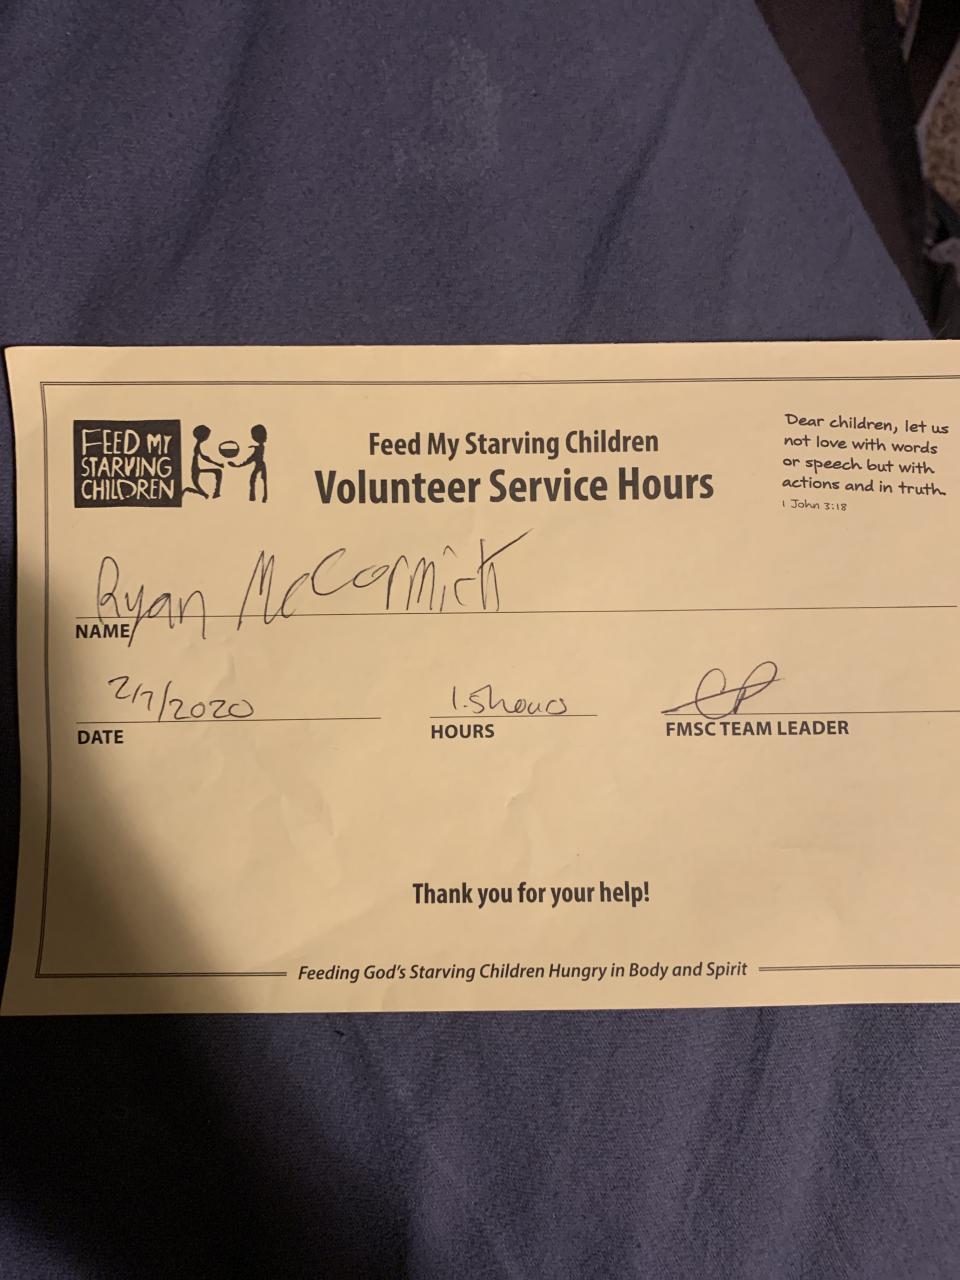 FEED MY
STARVING
CHILDREN
Feed My Starving Children
Volunteer Service Hours
Dear children, let us
not love with words
or speech but with
actions and in truth.
1 John 3:18
Ryan McCormick
NAME
2/7/2020
1.5 hours
DATE
HOURS
FMSC TEAM LEADER
Thank you for your help!
Feeding God's Starving Children Hungry in Body and Spirit